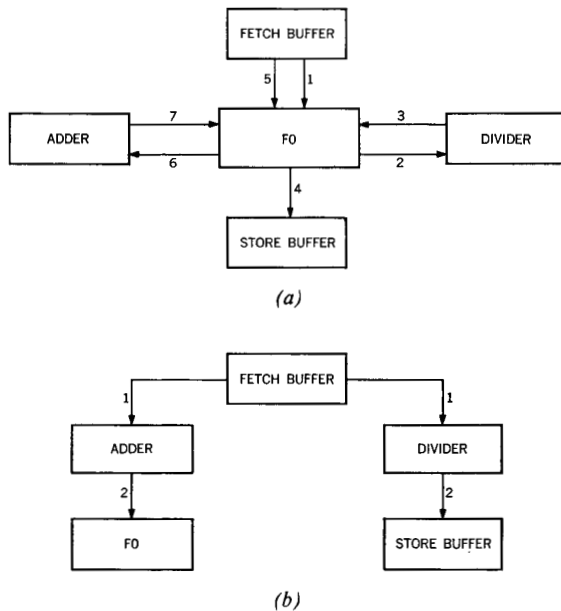 FETCH BUFFER
5 1
7 3
ADDER F0 DIVIDER
6 2
4
STORE BUFFER
(a)
FETCH BUFFER
1 1
ADDER DIVIDER
2 2
F0 STORE BUFFER
(b)